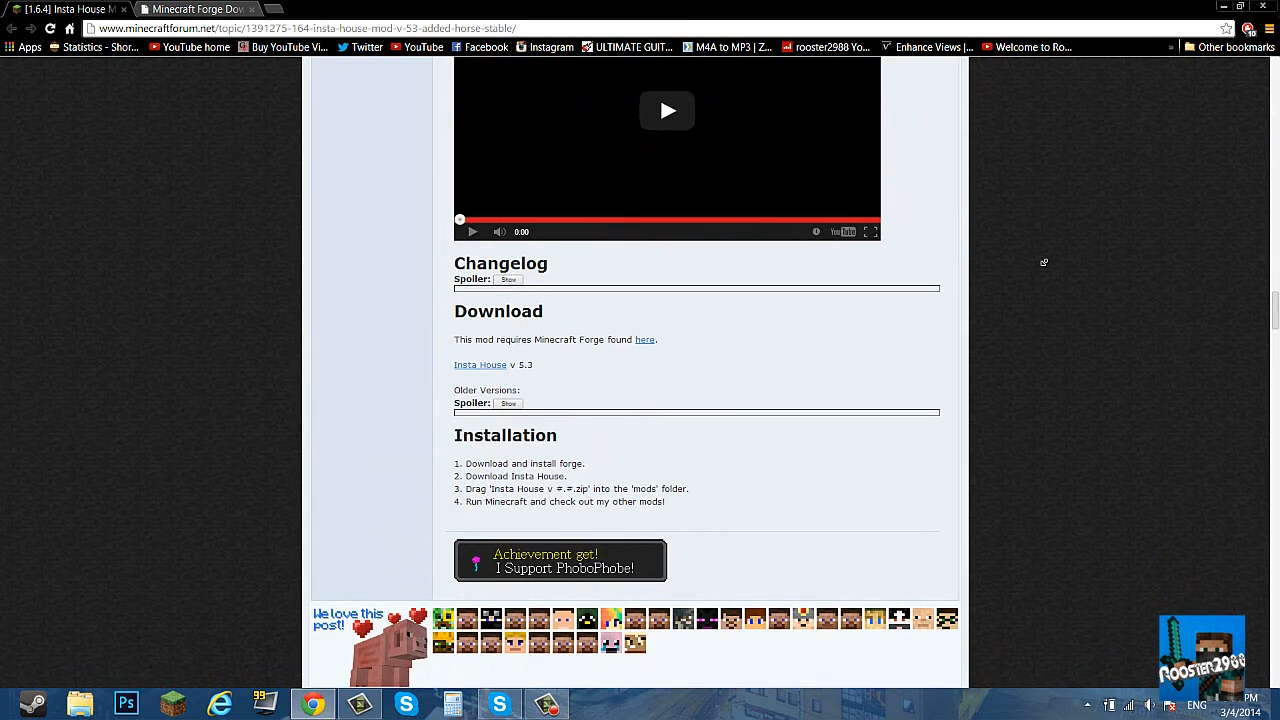 [1.6.4] Insta House M
Minecraft Forge Dow
www.minecraftforum.net/topic/1391275-164-insta-house-mod-v-53-added-horse-stable/
Apps
Statistics - Shor...
YouTube home
Buy YouTube Vi...
Twitter
YouTube
Facebook
Instagram
ULTIMATE GUIT...
M4A to MP3 | Z...
rooster2988 Yo...
Enhance Views |...
Welcome to Ro...
»
Other bookmarks
0:00
YouTube
Changelog
Spoiler: Show
Download
This mod requires Minecraft Forge found here.
Insta House v 5.3
Older Versions:
Spoiler: Show
Installation
1. Download and install forge.
2. Download Insta House.
3. Drag 'Insta House v #.#.zip' into the 'mods' folder.
4. Run Minecraft and check out my other mods!
Achievement get!
I Support PhoboPhobe!
We love this
post!
ROOSTER2988
Ps
99
ENG
PM
3/4/2014